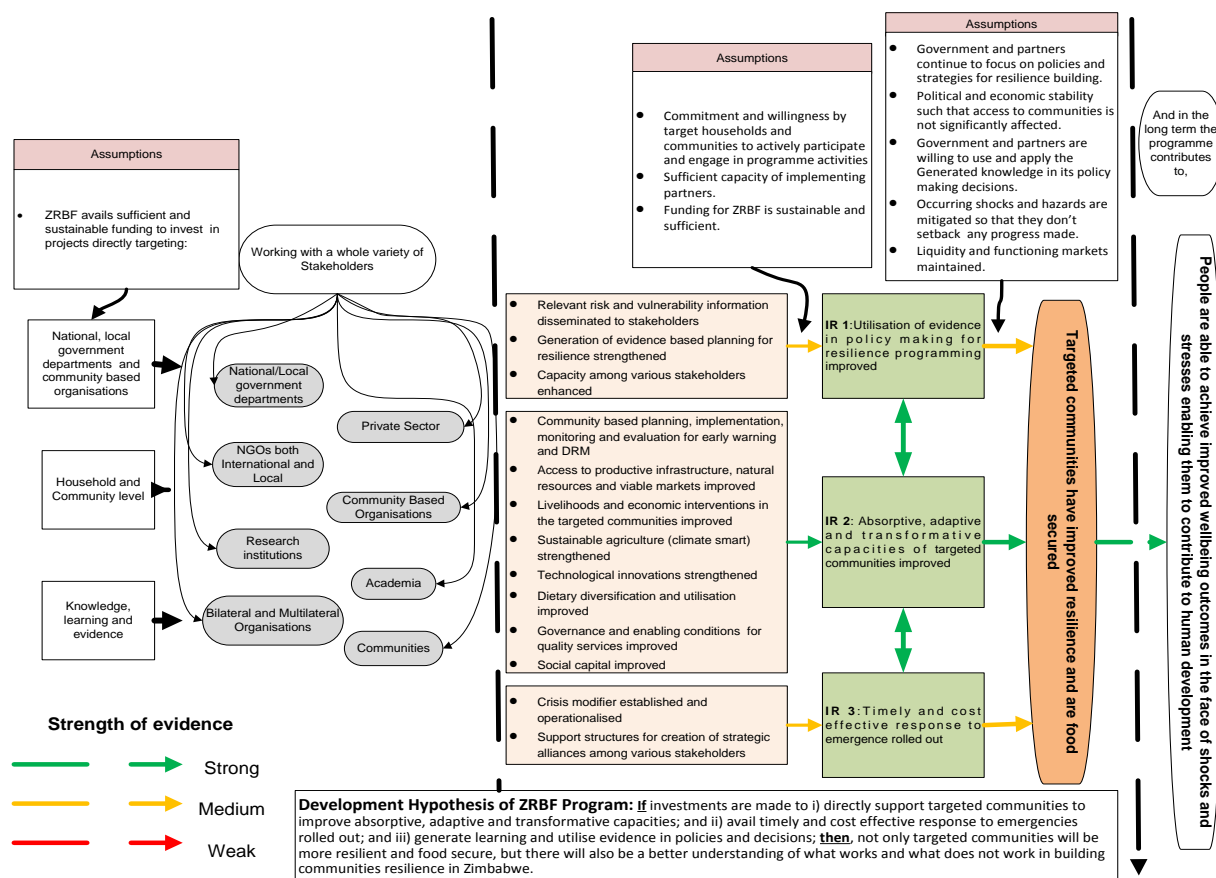 Assumptions
ZRBF avails sufficient and
sustainable funding to invest in
projects directly targeting:
National, local
government
departments and
community based
organisations
Household and
Community level
Knowledge,
learning and
evidence
Working with a whole variety of
Stakeholders
National/Local
government
departments
Private Sector
NGOs both
International and
Local
Community Based
Organisations
Research
institutions
Academia
Bilateral and Multilateral
Organisations
Communities
Assumptions
Commitment and willingness by
target households and
communities to actively participate
and engage in programme activities
Sufficient capacity of implementing
partners.
Funding for ZRBF is sustainable and
sufficient.
Assumptions
Government and partners
continue to focus on policies and
strategies for resilience building.
Political and economic stability
such that access to communities is
not significantly affected.
Government and partners are
willing to use and apply the
Generated knowledge in its policy
making decisions.
Occurring shocks and hazards are
mitigated so that they don't
setback any progress made.
Liquidity and functioning markets
maintained.
And in the
long term the
programme
contributes
to,
Relevant risk and vulnerability information
disseminated to stakeholders
Generation of evidence based planning for
resilience strengthened
Capacity among various stakeholders
enhanced
IR 1:Utilisation of evidence
in policy making for
resilience programming
improved
Community based planning, implementation,
monitoring and evaluation for early warning
and DRM
Access to productive infrastructure, natural
resources and viable markets improved
Livelihoods and economic interventions in
the targeted communities improved
Sustainable agriculture (climate smart)
strengthened
Technological innovations strengthened
Dietary diversification and utilisation
improved
Governance and enabling conditions for
quality services improved
Social capital improved
IR 2: Absorptive, adaptive
and transformative
capacities of targeted
communities improved
Crisis modifier established and
operationalised
Support structures for creation of strategic
alliances among various stakeholders
IR 3:Timely and cost
effective response to
emergence rolled out
Targeted communities have improved resilience and are food
secured
People are able to achieve improved wellbeing outcomes in the face of shocks and
stresses enabling them to contribute to human development
Strength of evidence
Strong
Medium
Weak
Development Hypothesis of ZRBF Program: If investments are made to i) directly support targeted communities to
improve absorptive, adaptive and transformative capacities; and ii) avail timely and cost effective response to emergencies
rolled out; and iii) generate learning and utilise evidence in policies and decisions; then, not only targeted communities will be
more resilient and food secure, but there will also be a better understanding of what works and what does not work in building
communities resilience in Zimbabwe.